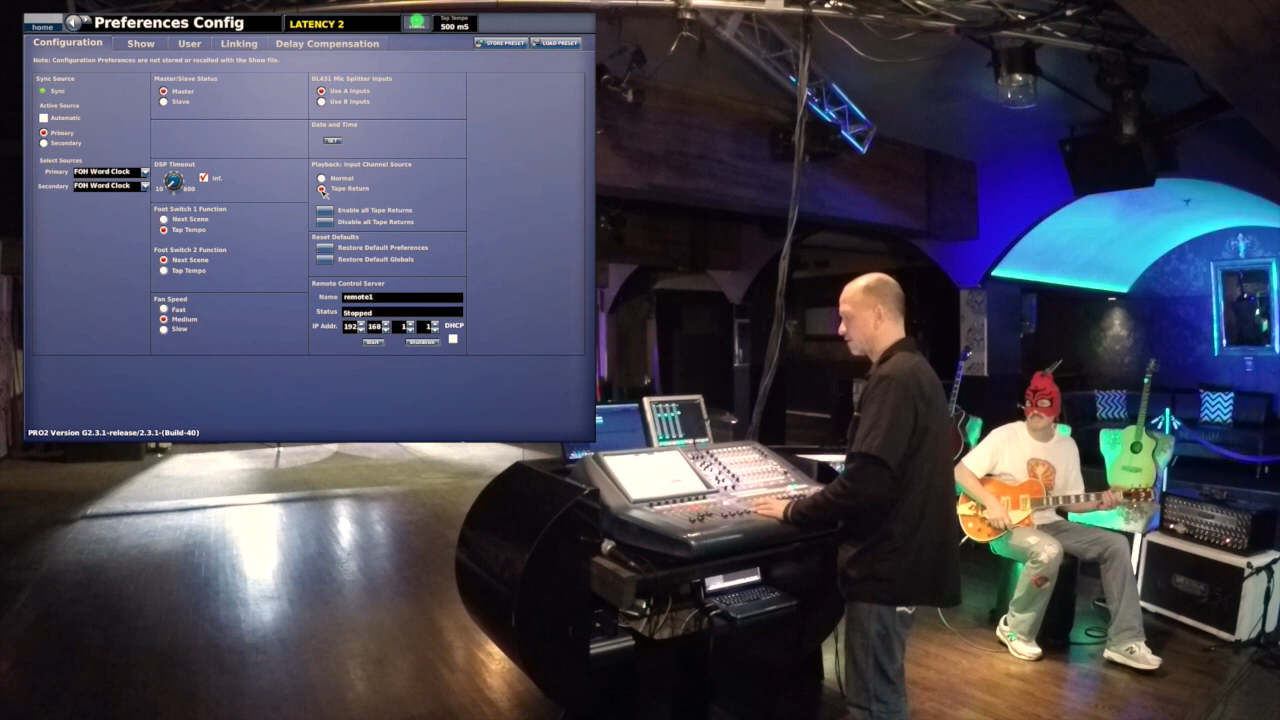 home
Preferences Config
LATENCY 2
Tap Tempo
500 mS
Configuration
Show
User
Linking
Delay Compensation
STORE PRESET
LOAD PRESET
Note: Configuration Preferences are not stored or recalled with the Show file.
Sync Source
Sync
Active Source
Automatic
Primary
Secondary
Select Sources
Primary FOH Word Clock
Secondary FOH Word Clock
Master/Slave Status
Master
Slave
DSP Timeout
10 600
Inf.
Foot Switch 1 Function
Next Scene
Tap Tempo
Foot Switch 2 Function
Next Scene
Tap Tempo
Fan Speed
Fast
Medium
Slow
DL431 Mic Splitter Inputs
Use A Inputs
Use B Inputs
Date and Time
SET
Playback: Input Channel Source
Normal
Tape Return
Enable all Tape Returns
Disable all Tape Returns
Reset Defaults
Restore Default Preferences
Restore Default Globals
Remote Control Server
Name remote1
Status Stopped
IP Addr. 192 168 1 1 DHCP
Start Shutdown
PRO2 Version G2.3.1-release/2.3.1-(Build-40)